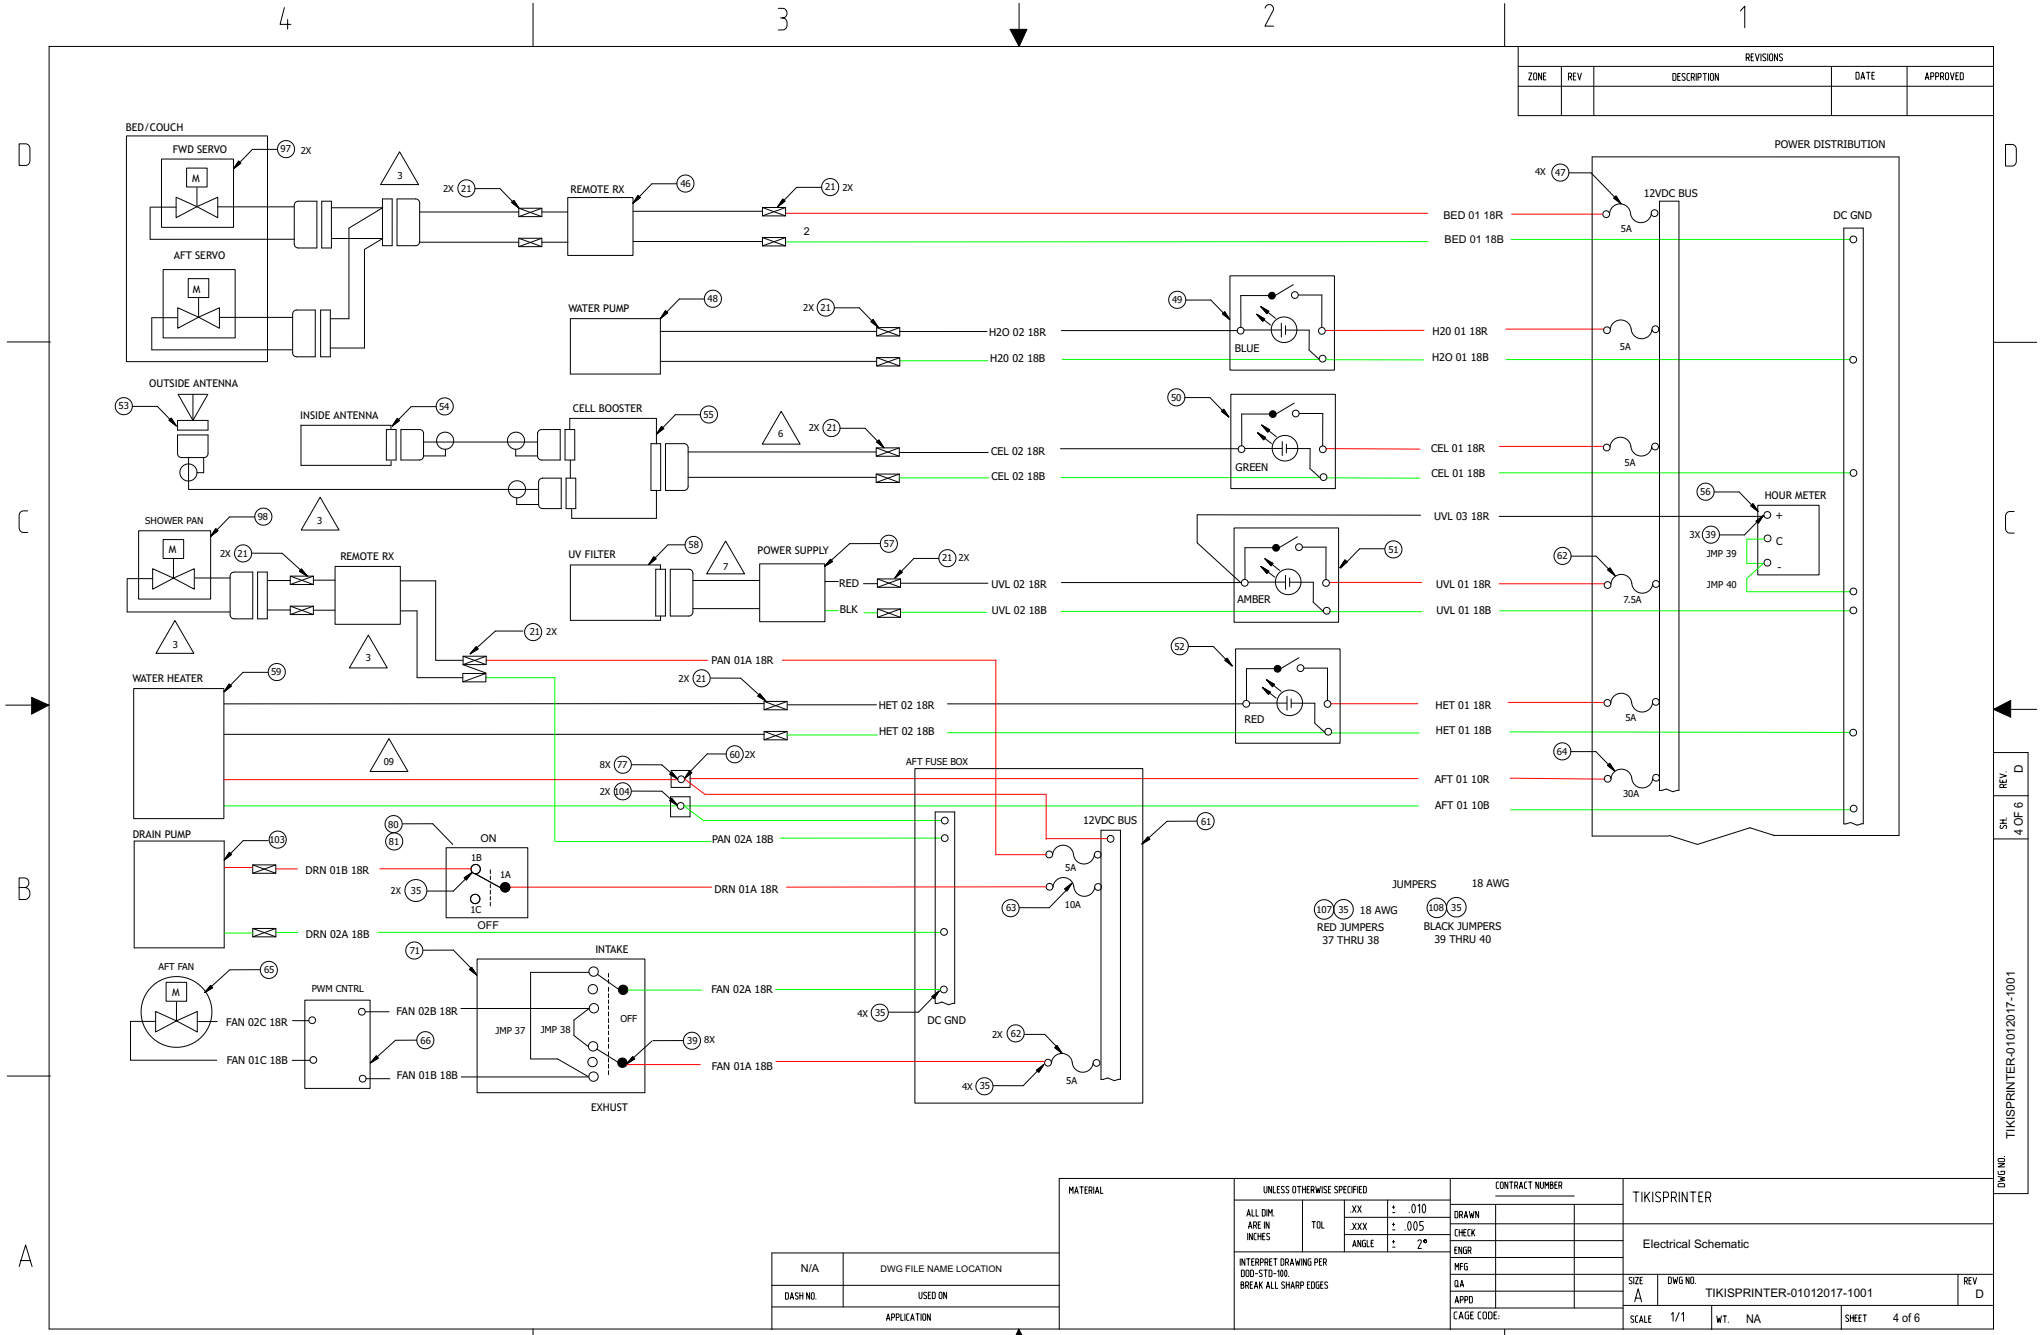 4
3
2
1
REVISIONS
ZONE
REV
DESCRIPTION
DATE
APPROVED
D
D
BED/COUCH
FWD SERVO
97
2X
M
3
2X
21
REMOTE RX
46
21
2X
2
AFT SERVO
M
BED 01 18R
BED 01 18B
POWER DISTRIBUTION
4X
47
12VDC BUS
5A
DC GND
WATER PUMP
48
2X
21
H2O 02 18R
H20 02 18B
49
BLUE
H20 01 18R
H2O 01 18B
5A
OUTSIDE ANTENNA
53
INSIDE ANTENNA
54
CELL BOOSTER
55
6
2X
21
CEL 02 18R
CEL 02 18B
50
GREEN
CEL 01 18R
CEL 01 18B
5A
C
C
56
HOUR METER
+
3X
39
C
-
JMP 39
JMP 40
UVL 03 18R
SHOWER PAN
98
M
3
2X
21
REMOTE RX
3
3
UV FILTER
58
7
POWER SUPPLY
57
RED
BLK
21
2X
UVL 02 18R
UVL 02 18B
51
AMBER
UVL 01 18R
UVL 01 18B
62
7.5A
21
2X
PAN 01A 18R
WATER HEATER
59
2X
21
HET 02 18R
HET 02 18B
52
RED
HET 01 18R
HET 01 18B
5A
09
8X
77
60
2X
2X
104
AFT FUSE BOX
64
AFT 01 10R
AFT 01 10B
30A
REV.
D
SH.
4 OF 6
DWG NO.
TIKISPRINTER-01012017-1001
B
B
DRAIN PUMP
103
80
81
ON
1B
1A
1C
OFF
2X
35
DRN 01B 18R
DRN 02A 18B
PAN 02A 18B
DRN 01A 18R
12VDC BUS
61
5A
10A
63
JUMPERS
18 AWG
107
35
18 AWG
RED JUMPERS
37 THRU 38
108
35
BLACK JUMPERS
39 THRU 40
AFT FAN
65
M
PWM CNTRL
66
FAN 02C 18R
FAN 01C 18B
FAN 02B 18R
FAN 01B 18B
71
INTAKE
JMP 37
JMP 38
OFF
39
8X
EXHUST
FAN 02A 18R
FAN 01A 18B
4X
35
DC GND
2X
62
4X
35
5A
A
N/A
DWG FILE NAME LOCATION
DASH NO.
USED ON
APPLICATION
MATERIAL
UNLESS OTHERWISE SPECIFIED
ALL DIM.
ARE IN
INCHES
TOL
.XX
± .010
.XXX
± .005
ANGLE
± 2°
INTERPRET DRAWING PER
DOD-STD-100.
BREAK ALL SHARP EDGES
CONTRACT NUMBER
DRAWN
CHECK
ENGR
MFG
QA
APPD
CAGE CODE:
TIKISPRINTER
Electrical Schematic
SIZE
A
DWG NO.
TIKISPRINTER-01012017-1001
REV
D
SCALE
1/1
WT.
NA
SHEET
4 of 6